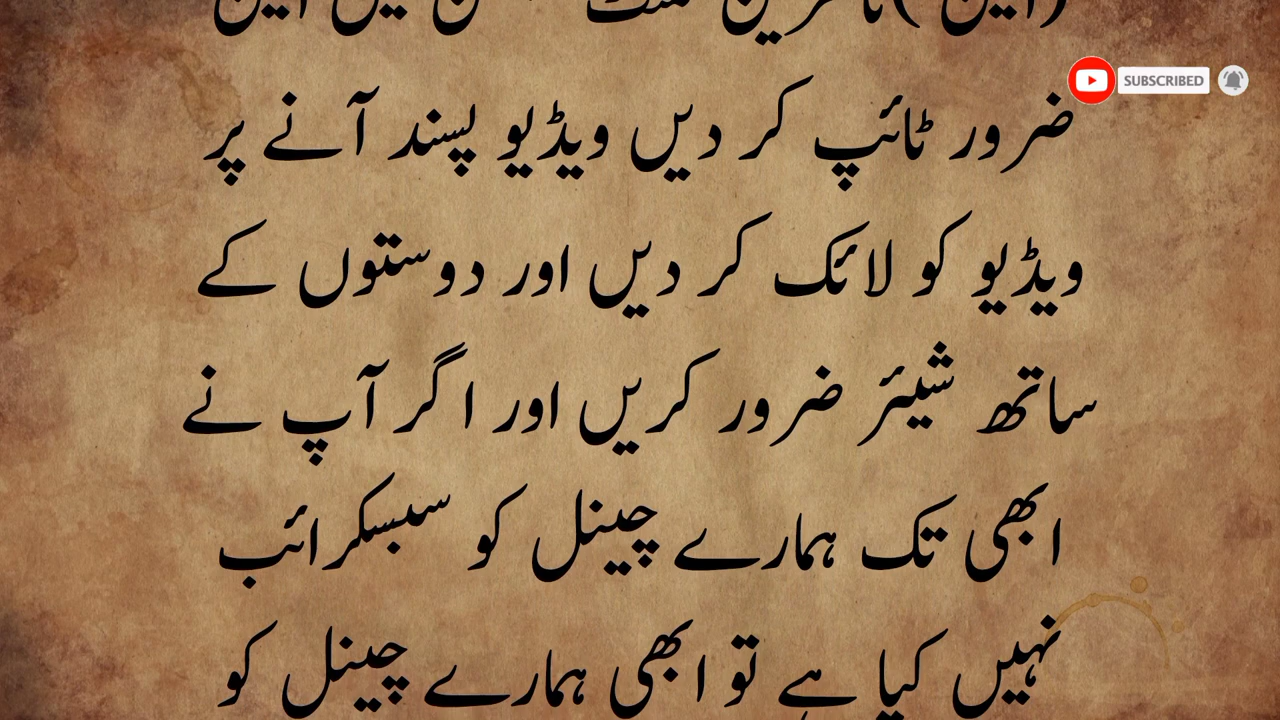 ضرور ٹائپ کر دیں ویڈیو پسند آنے پر
SUBSCRIBED
ویڈیو کو لائک کر دیں اور دوستوں کے
ساتھ شیئر ضرور کریں اور اگر آپ نے
ابھی تک ہمارے چینل کو سبسکرائب
نہیں کیا ہے تو ابھی ہمارے چینل کو